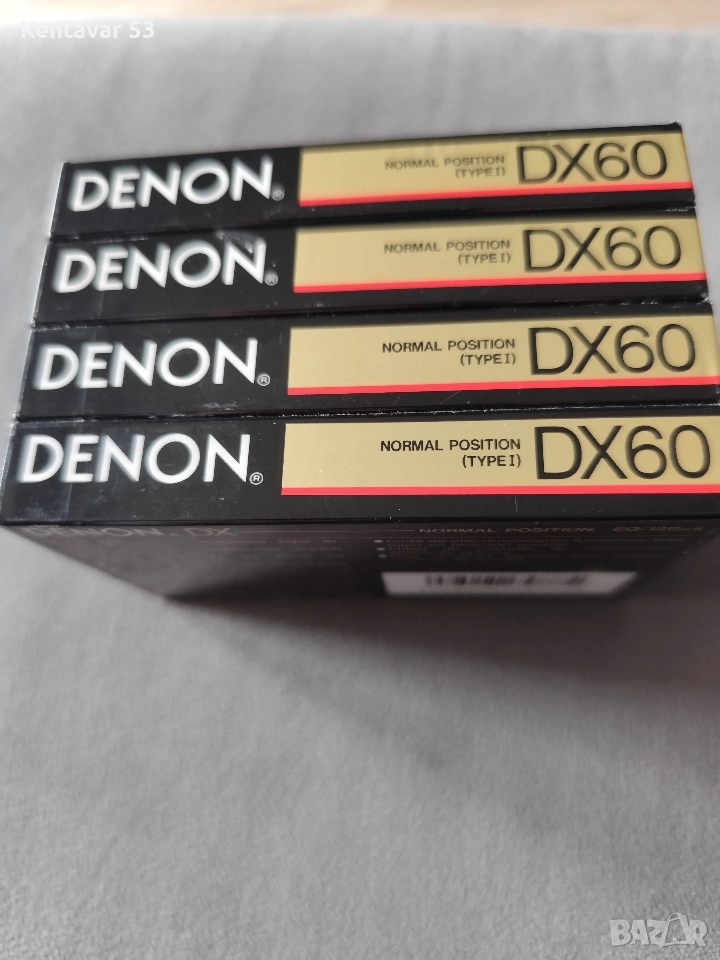 Kentavar 53
DENON® NORMAL POSITION (TYPE I) DX60
DENON® NORMAL POSITION (TYPE I) DX60
DENON® NORMAL POSITION (TYPE I) DX60
DENON® NORMAL POSITION (TYPE I) DX60
DENON DX NORMAL POSITION
BAZAR